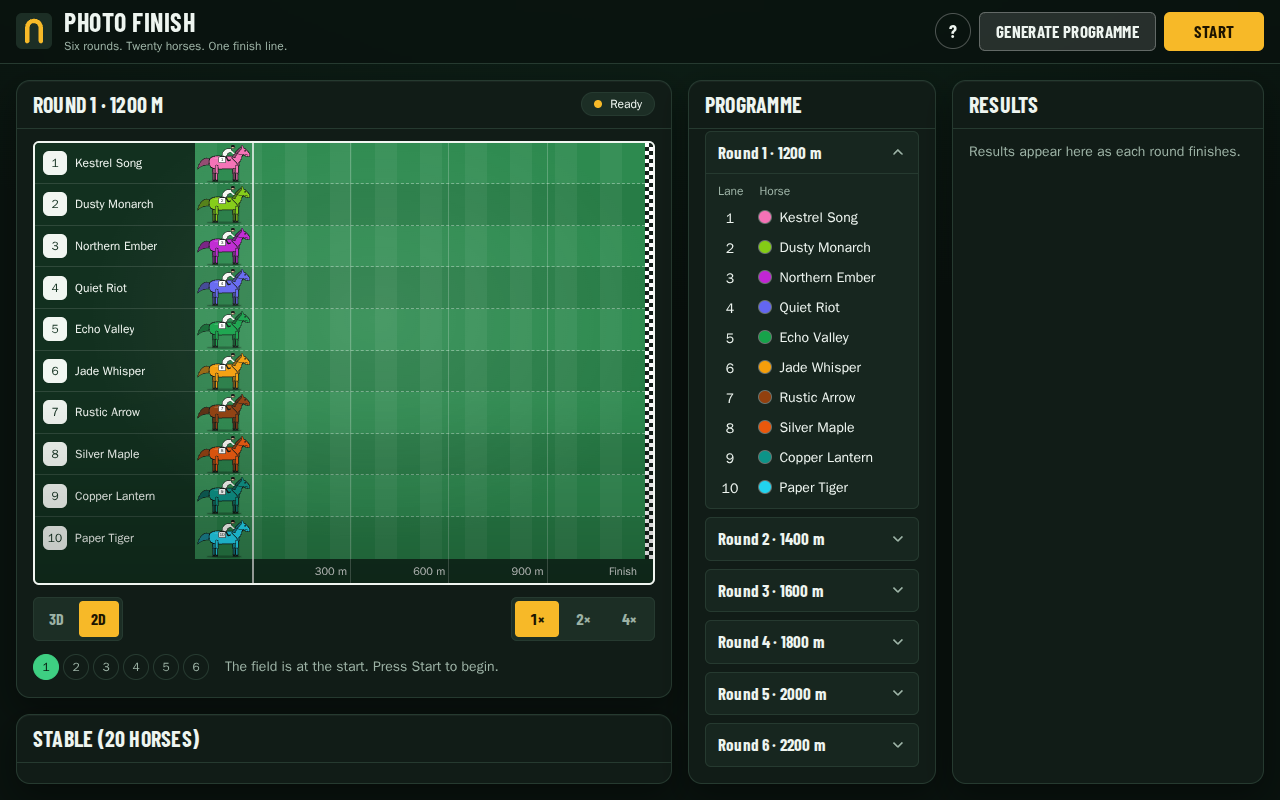 PHOTO FINISH
Six rounds. Twenty horses. One finish line.
?
GENERATE PROGRAMME
START
ROUND 1 · 1200 M
Ready
1 Kestrel Song
2 Dusty Monarch
3 Northern Ember
4 Quiet Riot
5 Echo Valley
6 Jade Whisper
7 Rustic Arrow
8 Silver Maple
9 Copper Lantern
10 Paper Tiger
300 m 600 m 900 m Finish
3D 2D
1× 2× 4×
1 2 3 4 5 6 The field is at the start. Press Start to begin.
STABLE (20 HORSES)
PROGRAMME
Round 1 · 1200 m
Lane Horse
1 Kestrel Song
2 Dusty Monarch
3 Northern Ember
4 Quiet Riot
5 Echo Valley
6 Jade Whisper
7 Rustic Arrow
8 Silver Maple
9 Copper Lantern
10 Paper Tiger
Round 2 · 1400 m
Round 3 · 1600 m
Round 4 · 1800 m
Round 5 · 2000 m
Round 6 · 2200 m
RESULTS
Results appear here as each round finishes.